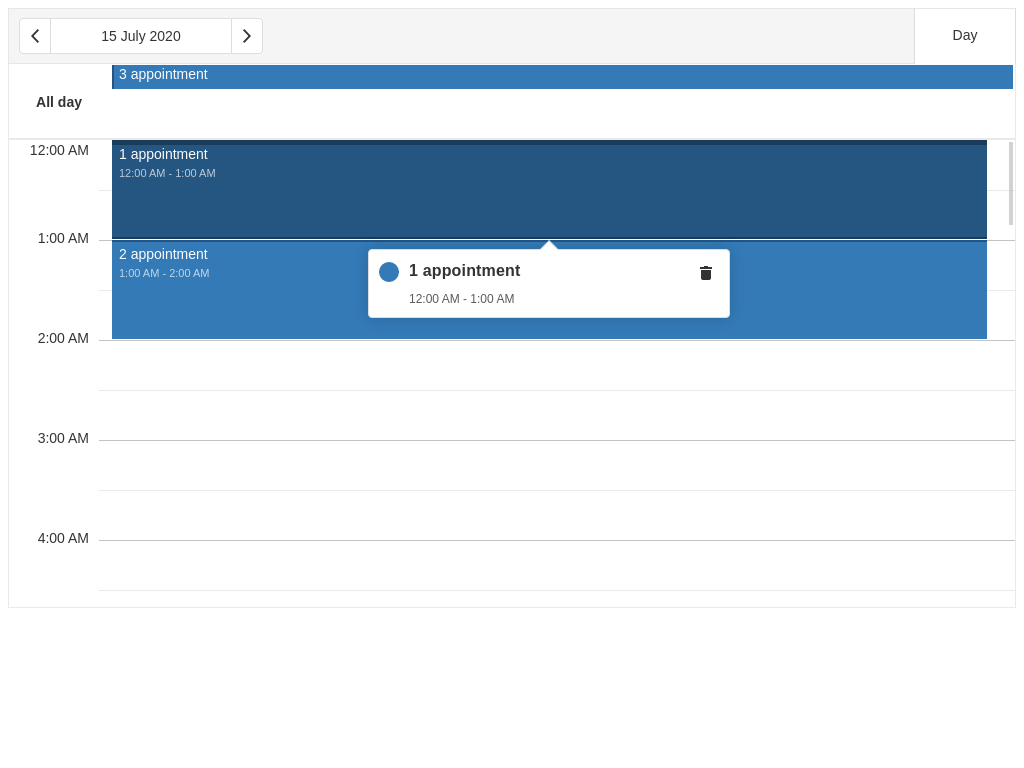 15 July 2020
Day
3 appointment
All day
12:00 AM
1 appointment
12:00 AM - 1:00 AM
1:00 AM
2 appointment
1:00 AM - 2:00 AM
1 appointment
12:00 AM - 1:00 AM
2:00 AM
3:00 AM
4:00 AM